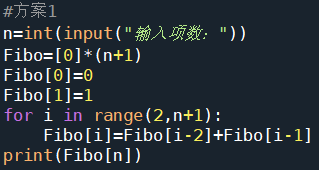 #方案1
n=int(input("输入项数："))
Fibo=[0]*(n+1)
Fibo[0]=0
Fibo[1]=1
for i in range(2,n+1):
    Fibo[i]=Fibo[i-2]+Fibo[i-1]
print(Fibo[n])